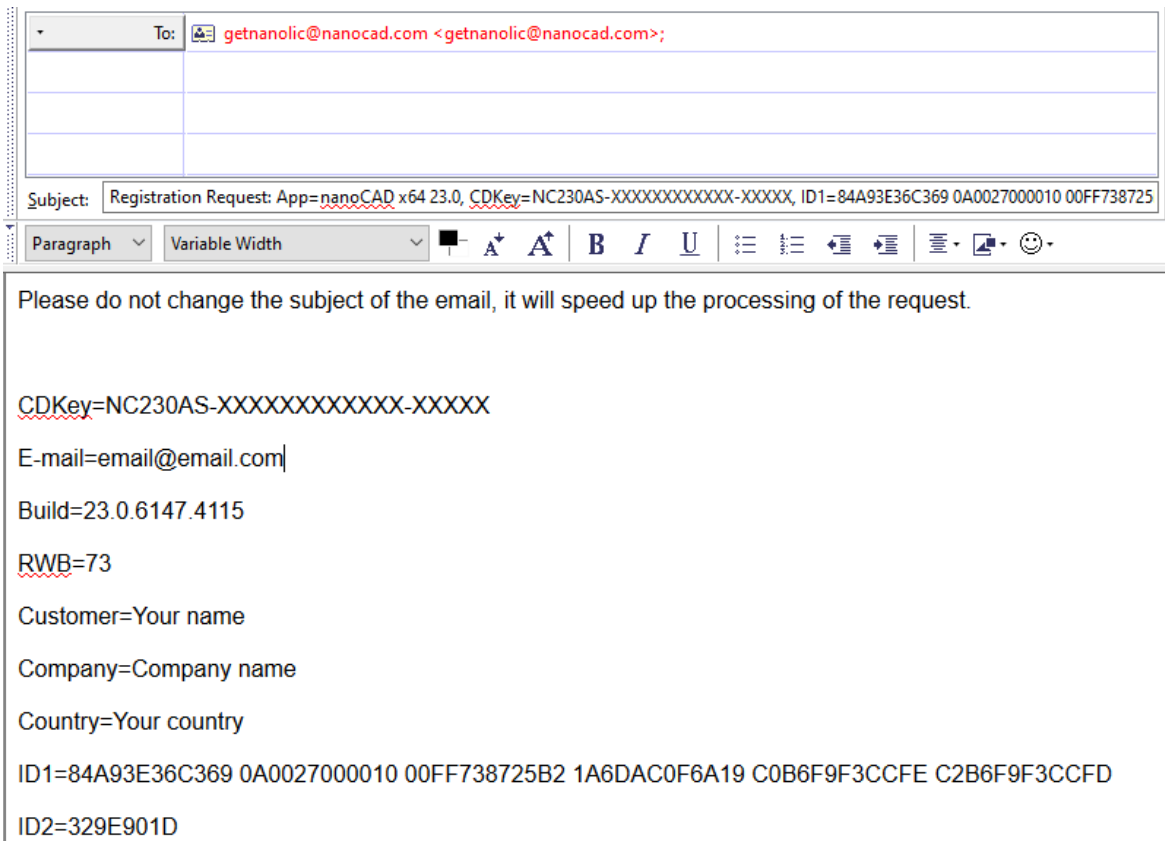 To: getnanolic@nanocad.com <getnanolic@nanocad.com>;
Subject: Registration Request: App=nanoCAD x64 23.0, CDKey=NC230AS-XXXXXXXXXXXX-XXXXX, ID1=84A93E36C369 0A0027000010 00FF738725
Paragraph Variable Width A A B I U
Please do not change the subject of the email, it will speed up the processing of the request.
CDKey=NC230AS-XXXXXXXXXXXX-XXXXX
E-mail=email@email.com
Build=23.0.6147.4115
RWB=73
Customer=Your name
Company=Company name
Country=Your country
ID1=84A93E36C369 0A0027000010 00FF738725B2 1A6DAC0F6A19 C0B6F9F3CCFE C2B6F9F3CCFD
ID2=329E901D